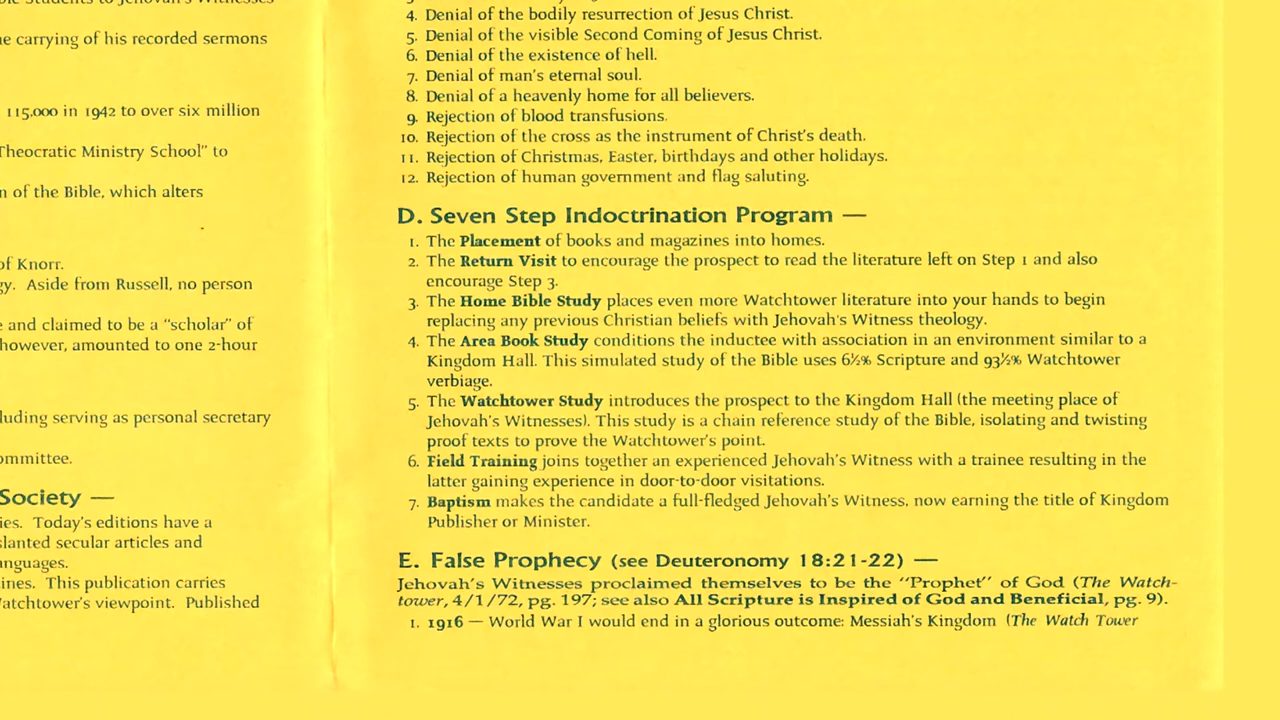 ble Students to Jehovah's Witnesses
e carrying of his recorded sermons
115,000 in 1942 to over six million
Theocratic Ministry School" to
n of the Bible, which alters
of Knorr.
gy. Aside from Russell, no person
e and claimed to be a "scholar" of
however, amounted to one 2-hour
luding serving as personal secretary
ommittee.
Society —
ies. Today's editions have a
slanted secular articles and
anguages.
ines. This publication carries
Watchtower's viewpoint. Published
4. Denial of the bodily resurrection of Jesus Christ.
5. Denial of the visible Second Coming of Jesus Christ.
6. Denial of the existence of hell.
7. Denial of man's eternal soul.
8. Denial of a heavenly home for all believers.
9. Rejection of blood transfusions.
10. Rejection of the cross as the instrument of Christ's death.
11. Rejection of Christmas, Easter, birthdays and other holidays.
12. Rejection of human government and flag saluting.
D. Seven Step Indoctrination Program —
1. The Placement of books and magazines into homes.
2. The Return Visit to encourage the prospect to read the literature left on Step 1 and also
encourage Step 3.
3. The Home Bible Study places even more Watchtower literature into your hands to begin
replacing any previous Christian beliefs with Jehovah's Witness theology.
4. The Area Book Study conditions the inductee with association in an environment similar to a
Kingdom Hall. This simulated study of the Bible uses 6½% Scripture and 93½% Watchtower
verbiage.
5. The Watchtower Study introduces the prospect to the Kingdom Hall (the meeting place of
Jehovah's Witnesses). This study is a chain reference study of the Bible, isolating and twisting
proof texts to prove the Watchtower's point.
6. Field Training joins together an experienced Jehovah's Witness with a trainee resulting in the
latter gaining experience in door-to-door visitations.
7. Baptism makes the candidate a full-fledged Jehovah's Witness, now earning the title of Kingdom
Publisher or Minister.
E. False Prophecy (see Deuteronomy 18:21-22) —
Jehovah's Witnesses proclaimed themselves to be the "Prophet" of God (The Watch-
tower, 4/1/72, pg. 197; see also All Scripture is Inspired of God and Beneficial, pg. 9).
1. 1916 — World War I would end in a glorious outcome: Messiah's Kingdom (The Watch Tower